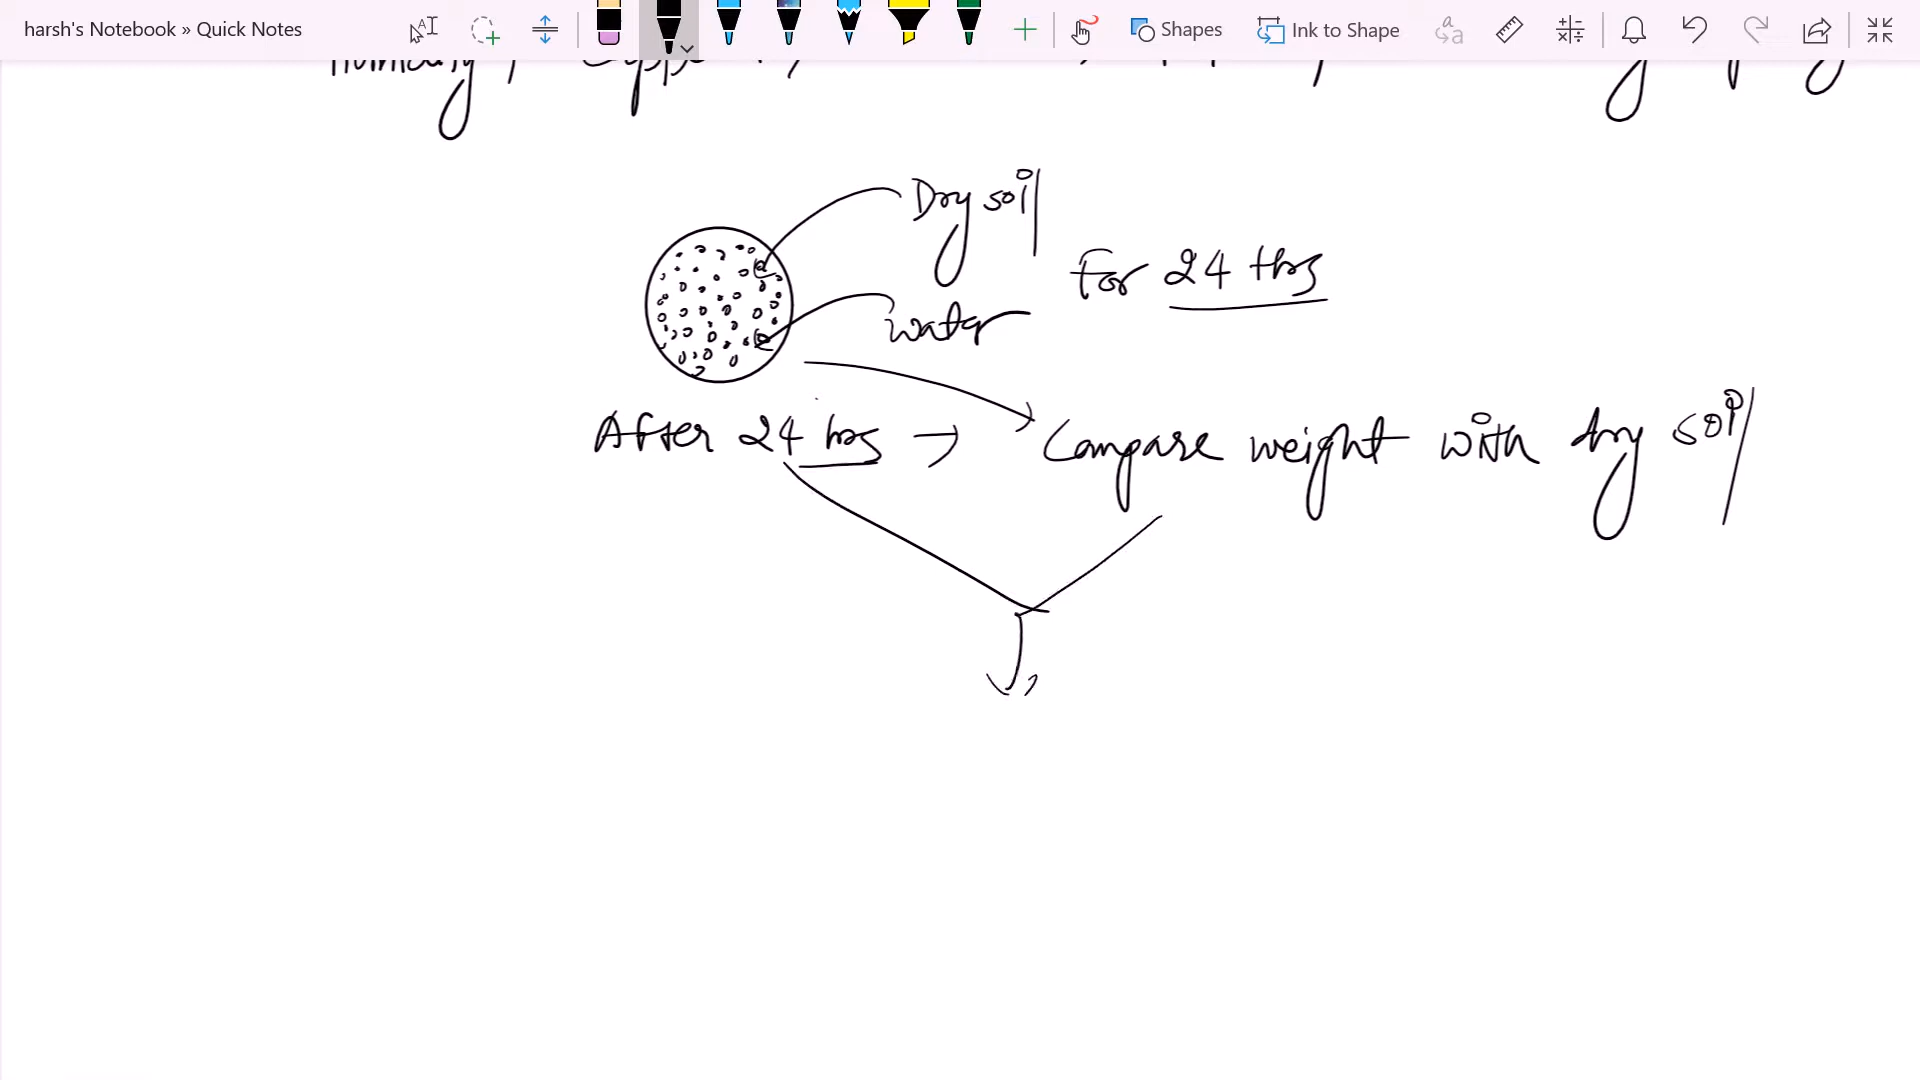 harsh's Notebook » Quick Notes
Shapes
Ink to Shape
Dry soil
For 24 Hrs
water
After 24 hrs → Compare weight with dry soil